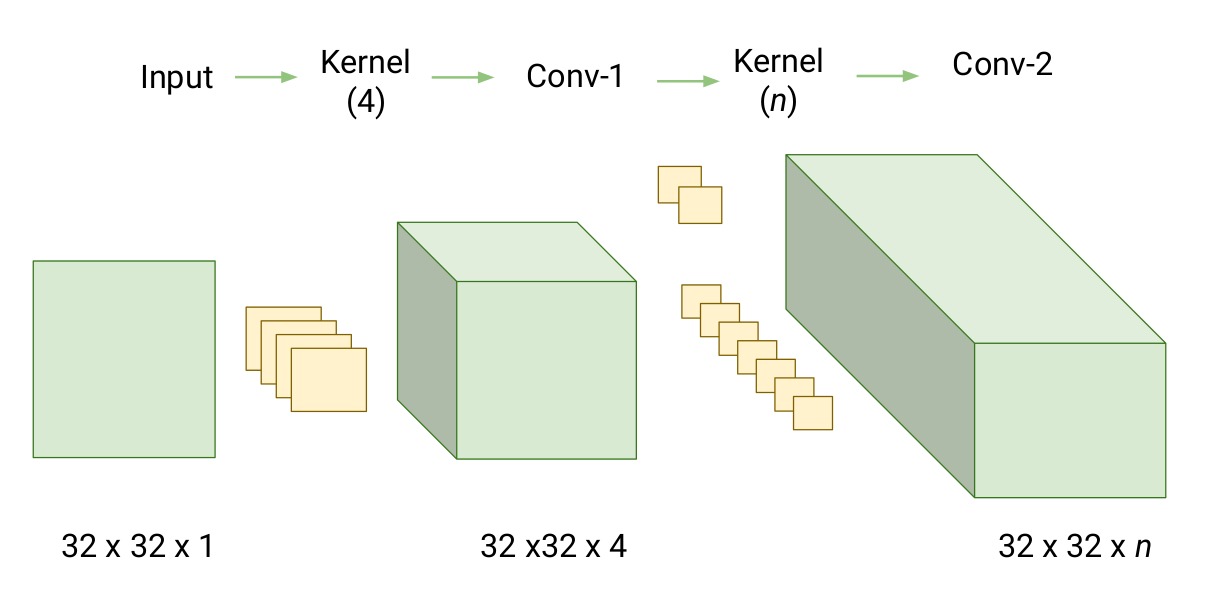 Input
Kernel
(4)
Conv-1
Kernel
(n)
Conv-2
32 x 32 x 1
32 x32 x 4
32 x 32 x n